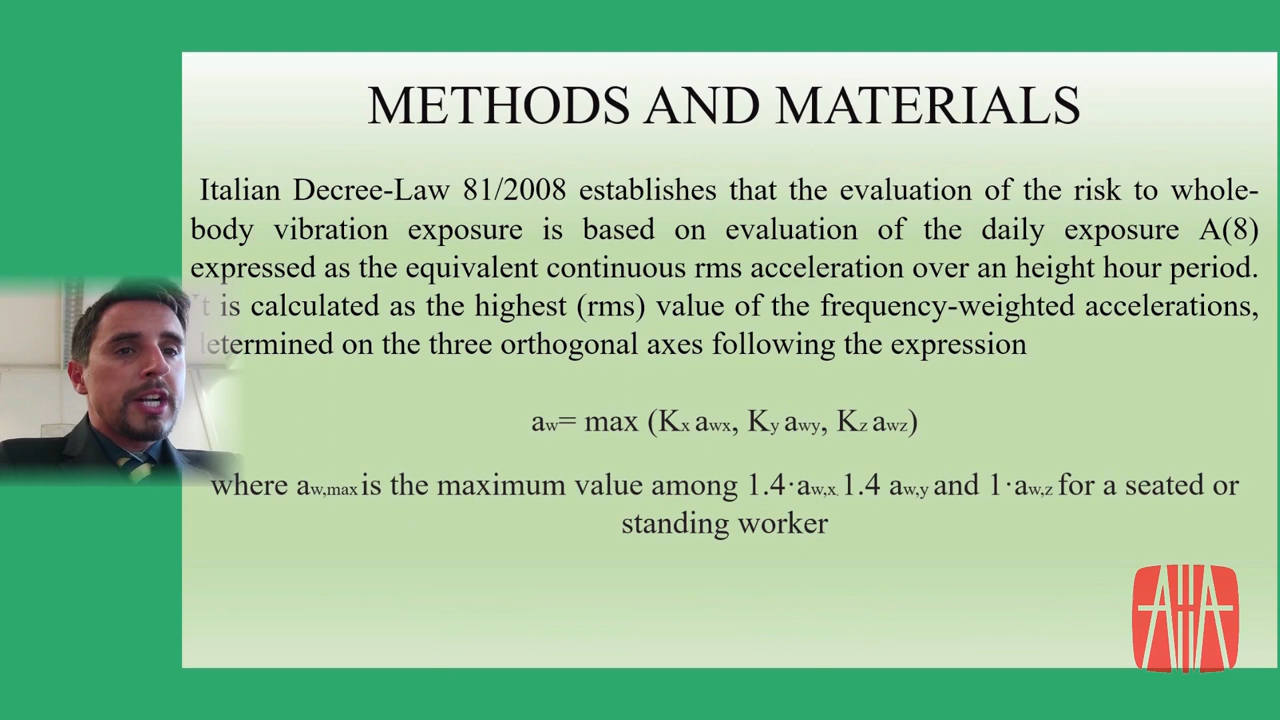 METHODS AND MATERIALS
Italian Decree-Law 81/2008 establishes that the evaluation of the risk to whole-
body vibration exposure is based on evaluation of the daily exposure A(8)
expressed as the equivalent continuous rms acceleration over an height hour period.
It is calculated as the highest (rms) value of the frequency-weighted accelerations,
determined on the three orthogonal axes following the expression
aw= max (Kx awx, Ky awy, Kz awz)
where aw,max is the maximum value among 1.4·aw,x, 1.4 aw,y and 1·aw,z for a seated or
standing worker
AIIA